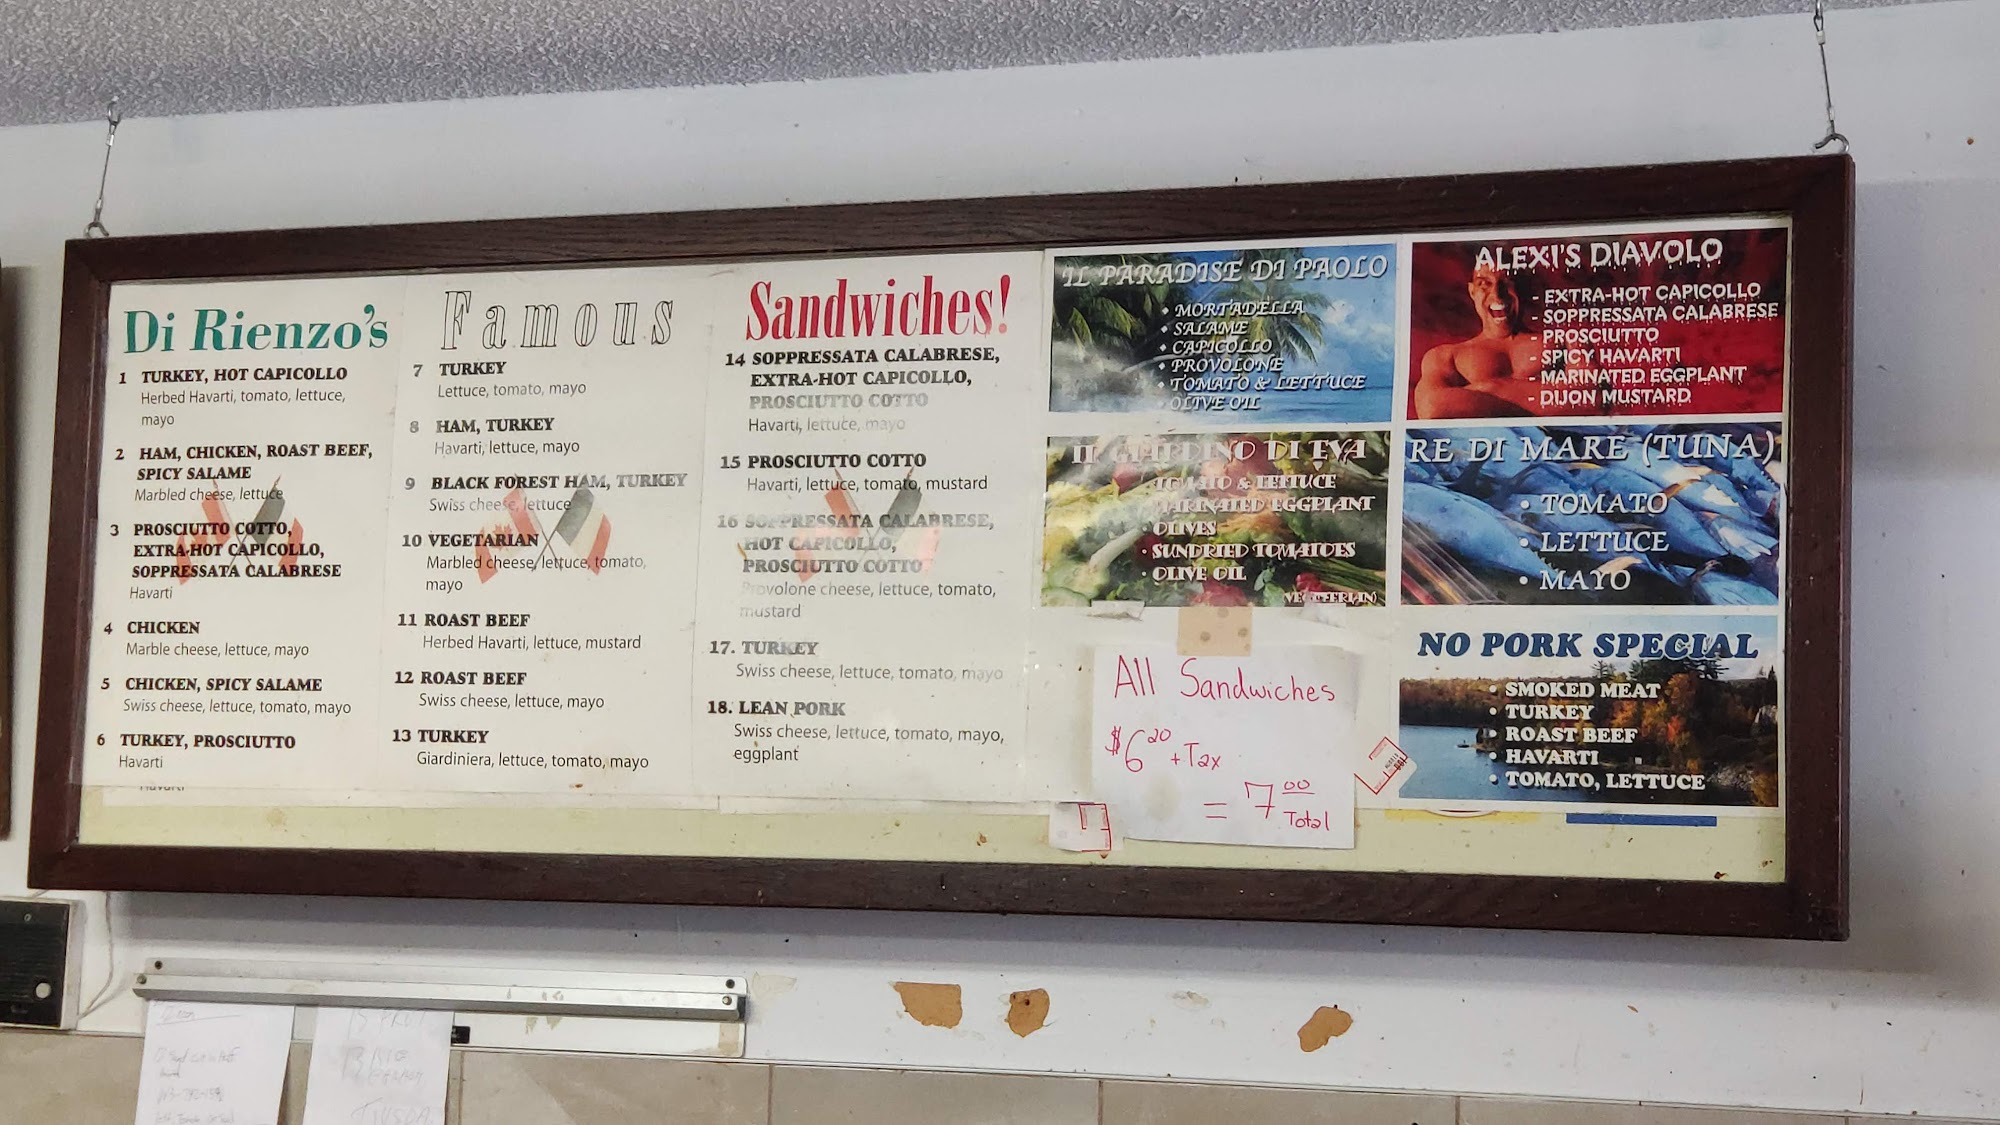 Di Rienzo's Famous Sandwiches!
1 TURKEY, HOT CAPICOLLO
Herbed Havarti, tomato, lettuce,
mayo
2 HAM, CHICKEN, ROAST BEEF,
SPICY SALAME
Marbled cheese, lettuce
3 PROSCIUTTO COTTO,
EXTRA-HOT CAPICOLLO,
SOPPRESSATA CALABRESE
Havarti
4 CHICKEN
Marble cheese, lettuce, mayo
5 CHICKEN, SPICY SALAME
Swiss cheese, lettuce, tomato, mayo
6 TURKEY, PROSCIUTTO
Havarti
Havarti
7 TURKEY
Lettuce, tomato, mayo
8 HAM, TURKEY
Havarti, lettuce, mayo
9 BLACK FOREST HAM, TURKEY
Swiss cheese, lettuce
10 VEGETARIAN
Marbled cheese, lettuce, tomato,
mayo
11 ROAST BEEF
Herbed Havarti, lettuce, mustard
12 ROAST BEEF
Swiss cheese, lettuce, mayo
13 TURKEY
Giardiniera, lettuce, tomato, mayo
14 SOPPRESSATA CALABRESE,
EXTRA-HOT CAPICOLLO,
PROSCIUTTO COTTO
Havarti, lettuce, mayo
15 PROSCIUTTO COTTO
Havarti, lettuce, tomato, mustard
16 SOPPRESSATA CALABRESE,
HOT CAPICOLLO,
PROSCIUTTO COTTO
Provolone cheese, lettuce, tomato,
mustard
17. TURKEY
Swiss cheese, lettuce, tomato, mayo
18. LEAN PORK
Swiss cheese, lettuce, tomato, mayo,
eggplant
IL PARADISE DI PAOLO
• MORTADELLA
• SALAME
• CAPICOLLO
• PROVOLONE
• TOMATO & LETTUCE
• OLIVE OIL
IL GIARDINO DI EVA
TOMATO & LETTUCE
MARINATED EGGPLANT
• OLIVES
• SUNDRIED TOMATOES
• OLIVE OIL
All Sandwiches
$6.20 + Tax
= 7.00
Total
ALEXI'S DIAVOLO
- EXTRA-HOT CAPICOLLO
- SOPPRESSATA CALABRESE
- PROSCIUTTO
- SPICY HAVARTI
- MARINATED EGGPLANT
- DIJON MUSTARD
RE DI MARE (TUNA)
• TOMATO
• LETTUCE
• MAYO
NO PORK SPECIAL
• SMOKED MEAT
• TURKEY
• ROAST BEEF
• HAVARTI
• TOMATO, LETTUCE